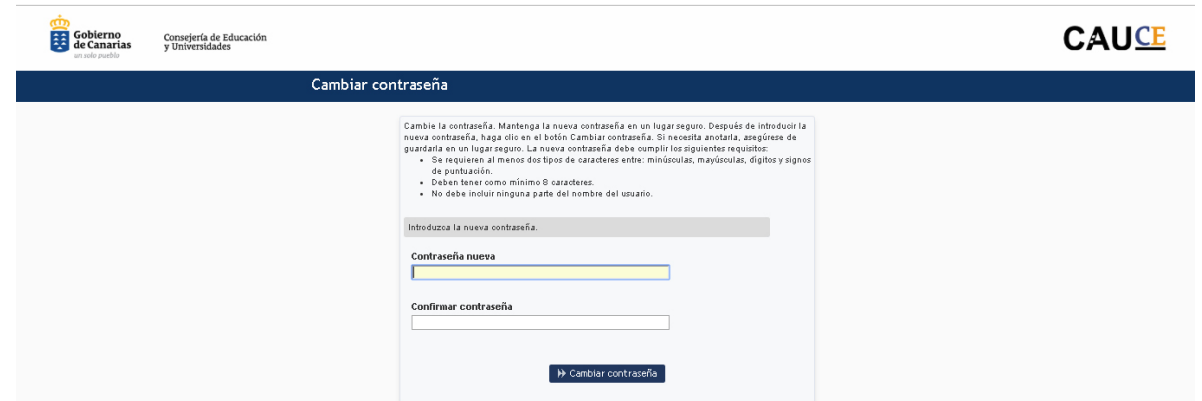 Gobierno
de Canarias
un solo pueblo
Consejería de Educación
y Universidades
CAUCE
Cambiar contraseña
Cambie la contraseña. Mantenga la nueva contraseña en un lugar seguro. Después de introducir la
nueva contraseña, haga clic en el botón Cambiar contraseña. Si necesita anotarla, asegúrese de
guardarla en un lugar seguro. La nueva contraseña debe cumplir los siguientes requisitos:
• Se requieren al menos dos tipos de caracteres entre: minúsculas, mayúsculas, dígitos y signos
de puntuación.
• Deben tener como mínimo 8 caracteres.
• No debe incluir ninguna parte del nombre del usuario.
Introduzca la nueva contraseña.
Contraseña nueva
Confirmar contraseña
Cambiar contraseña